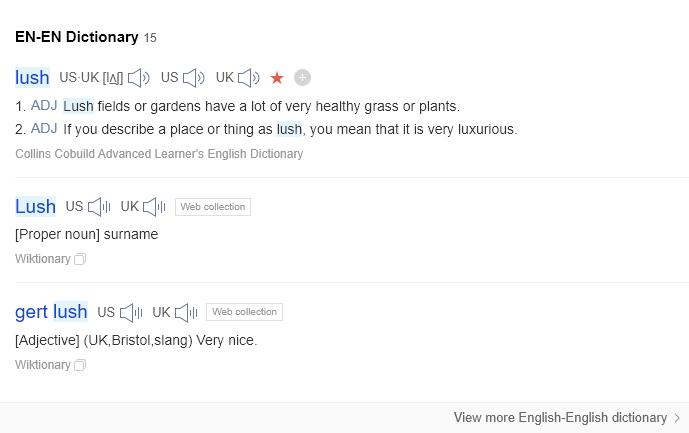 EN-EN Dictionary 15
lush US·UK [lʌʃ] US UK
1. ADJ Lush fields or gardens have a lot of very healthy grass or plants.
2. ADJ If you describe a place or thing as lush, you mean that it is very luxurious.
Collins Cobuild Advanced Learner's English Dictionary
Lush US UK Web collection
[Proper noun] surname
Wiktionary
gert lush US UK Web collection
[Adjective] (UK,Bristol,slang) Very nice.
Wiktionary
View more English-English dictionary